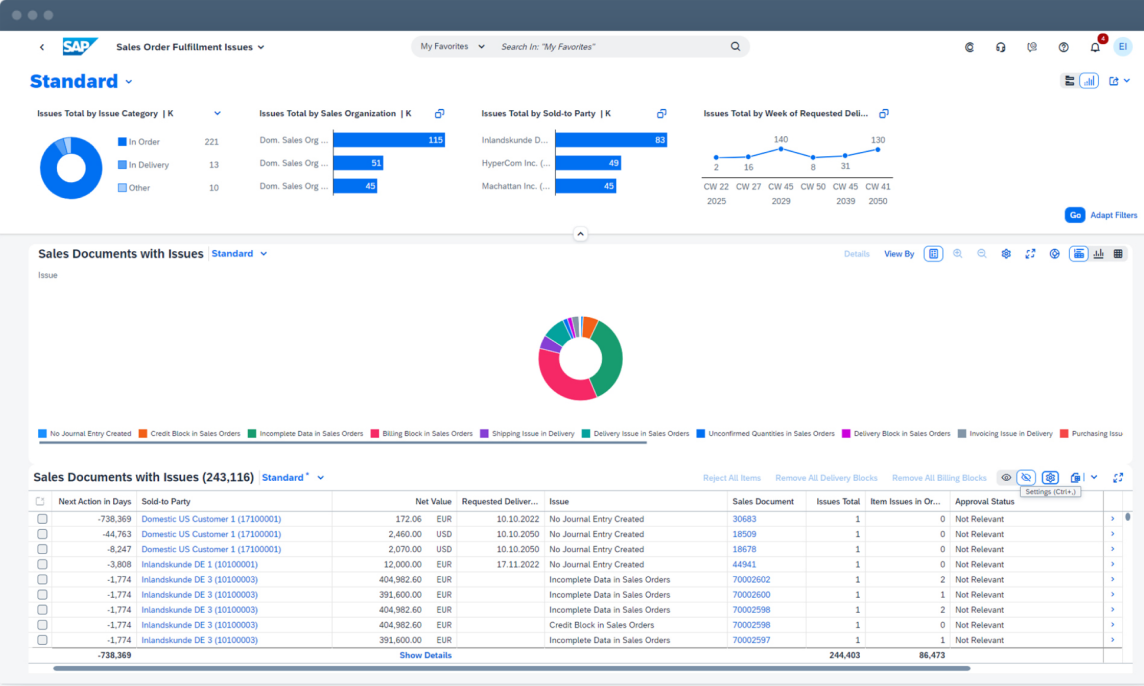 SAP Sales Order Fulfillment Issues My Favorites Search In: "My Favorites" 4 EI
Standard
Issues Total by Issue Category | K
In Order 221
In Delivery 13
Other 10
Issues Total by Sales Organization | K
Dom. Sales Org ... 115
Dom. Sales Org ... 51
Dom. Sales Org ... 45
Issues Total by Sold-to Party | K
Inlandskunde D... 83
HyperCom Inc. (... 49
Machattan Inc. (... 45
Issues Total by Week of Requested Deli...
140 130
2 16 8 31
CW 22 CW 27 CW 45 CW 50 CW 45 CW 41
2025 2029 2039 2050
Go Adapt Filters
Sales Documents with Issues Standard Details View By
Issue
No Journal Entry Created Credit Block in Sales Orders Incomplete Data in Sales Orders Billing Block in Sales Orders Shipping Issue in Delivery Delivery Issue in Sales Orders Unconfirmed Quantities in Sales Orders Delivery Block in Sales Orders Invoicing Issue in Delivery Purchasing Issu
Sales Documents with Issues (243,116) Standard * Reject All Items Remove All Delivery Blocks Remove All Billing Blocks
Settings (Ctrl+,)
Next Action in Days Sold-to Party Net Value Requested Deliver... Issue Sales Document Issues Total Item Issues in Or... Approval Status
-738,369 Domestic US Customer 1 (17100001) 172.06 EUR 10.10.2022 No Journal Entry Created 30683 1 0 Not Relevant
-44,763 Domestic US Customer 1 (17100001) 2,460.00 USD 10.10.2050 No Journal Entry Created 18509 1 0 Not Relevant
-8,247 Domestic US Customer 1 (17100001) 2,070.00 USD 10.10.2050 No Journal Entry Created 18678 1 0 Not Relevant
-3,808 Inlandskunde DE 1 (10100001) 12,000.00 EUR 17.11.2022 No Journal Entry Created 44941 1 0 Not Relevant
-1,774 Inlandskunde DE 3 (10100003) 404,982.60 EUR Incomplete Data in Sales Orders 70002602 1 2 Not Relevant
-1,774 Inlandskunde DE 3 (10100003) 391,600.00 EUR Incomplete Data in Sales Orders 70002600 1 1 Not Relevant
-1,774 Inlandskunde DE 3 (10100003) 404,982.60 EUR Incomplete Data in Sales Orders 70002598 1 2 Not Relevant
-1,774 Inlandskunde DE 3 (10100003) 404,982.60 EUR Credit Block in Sales Orders 70002598 1 0 Not Relevant
-1,774 Inlandskunde DE 3 (10100003) 391,600.00 EUR Incomplete Data in Sales Orders 70002597 1 1 Not Relevant
-738,369 Show Details 244,403 86,473